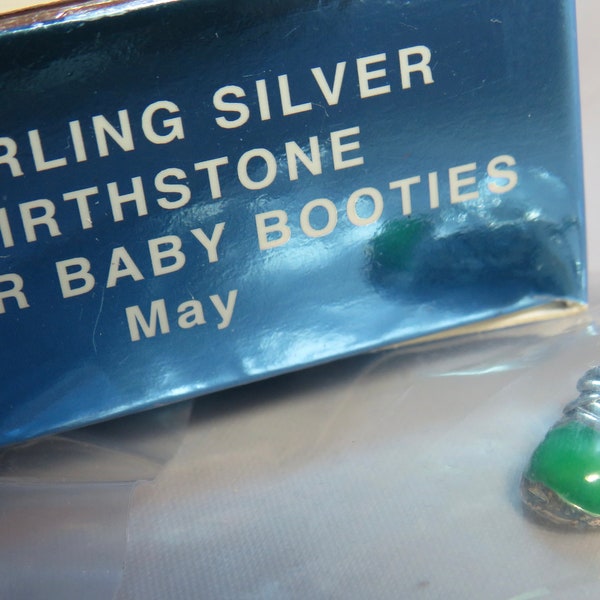 RLING SILVER
IRTHSTONE
R BABY BOOTIES
May